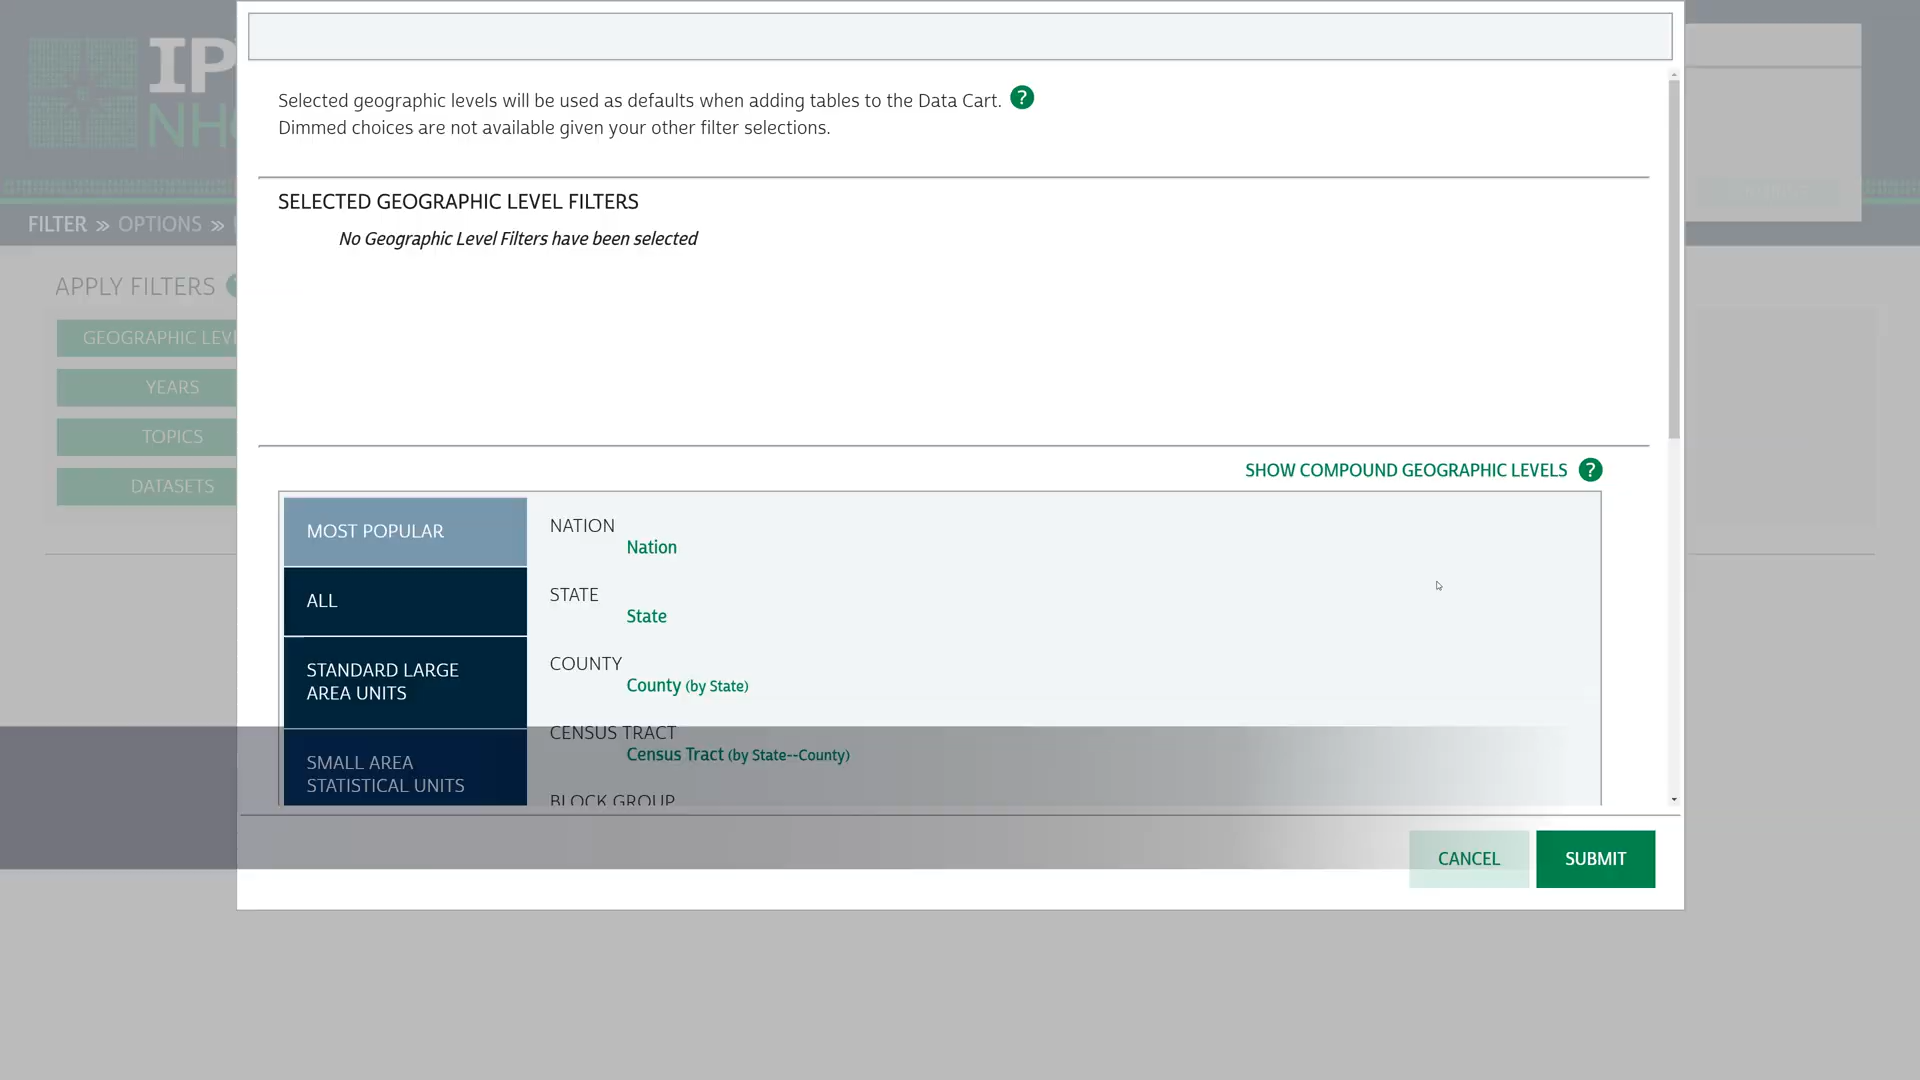 Selected geographic levels will be used as defaults when adding tables to the Data Cart. ?
Dimmed choices are not available given your other filter selections.
SELECTED GEOGRAPHIC LEVEL FILTERS
No Geographic Level Filters have been selected
FILTER » OPTIONS »
APPLY FILTERS
GEOGRAPHIC LEV
YEARS
TOPICS
DATASETS
SHOW COMPOUND GEOGRAPHIC LEVELS ?
MOST POPULAR
ALL
STANDARD LARGE
AREA UNITS
SMALL AREA
STATISTICAL UNITS
NATION
Nation
STATE
State
COUNTY
County (by State)
CENSUS TRACT
Census Tract (by State--County)
BLOCK GROUP
CANCEL
SUBMIT